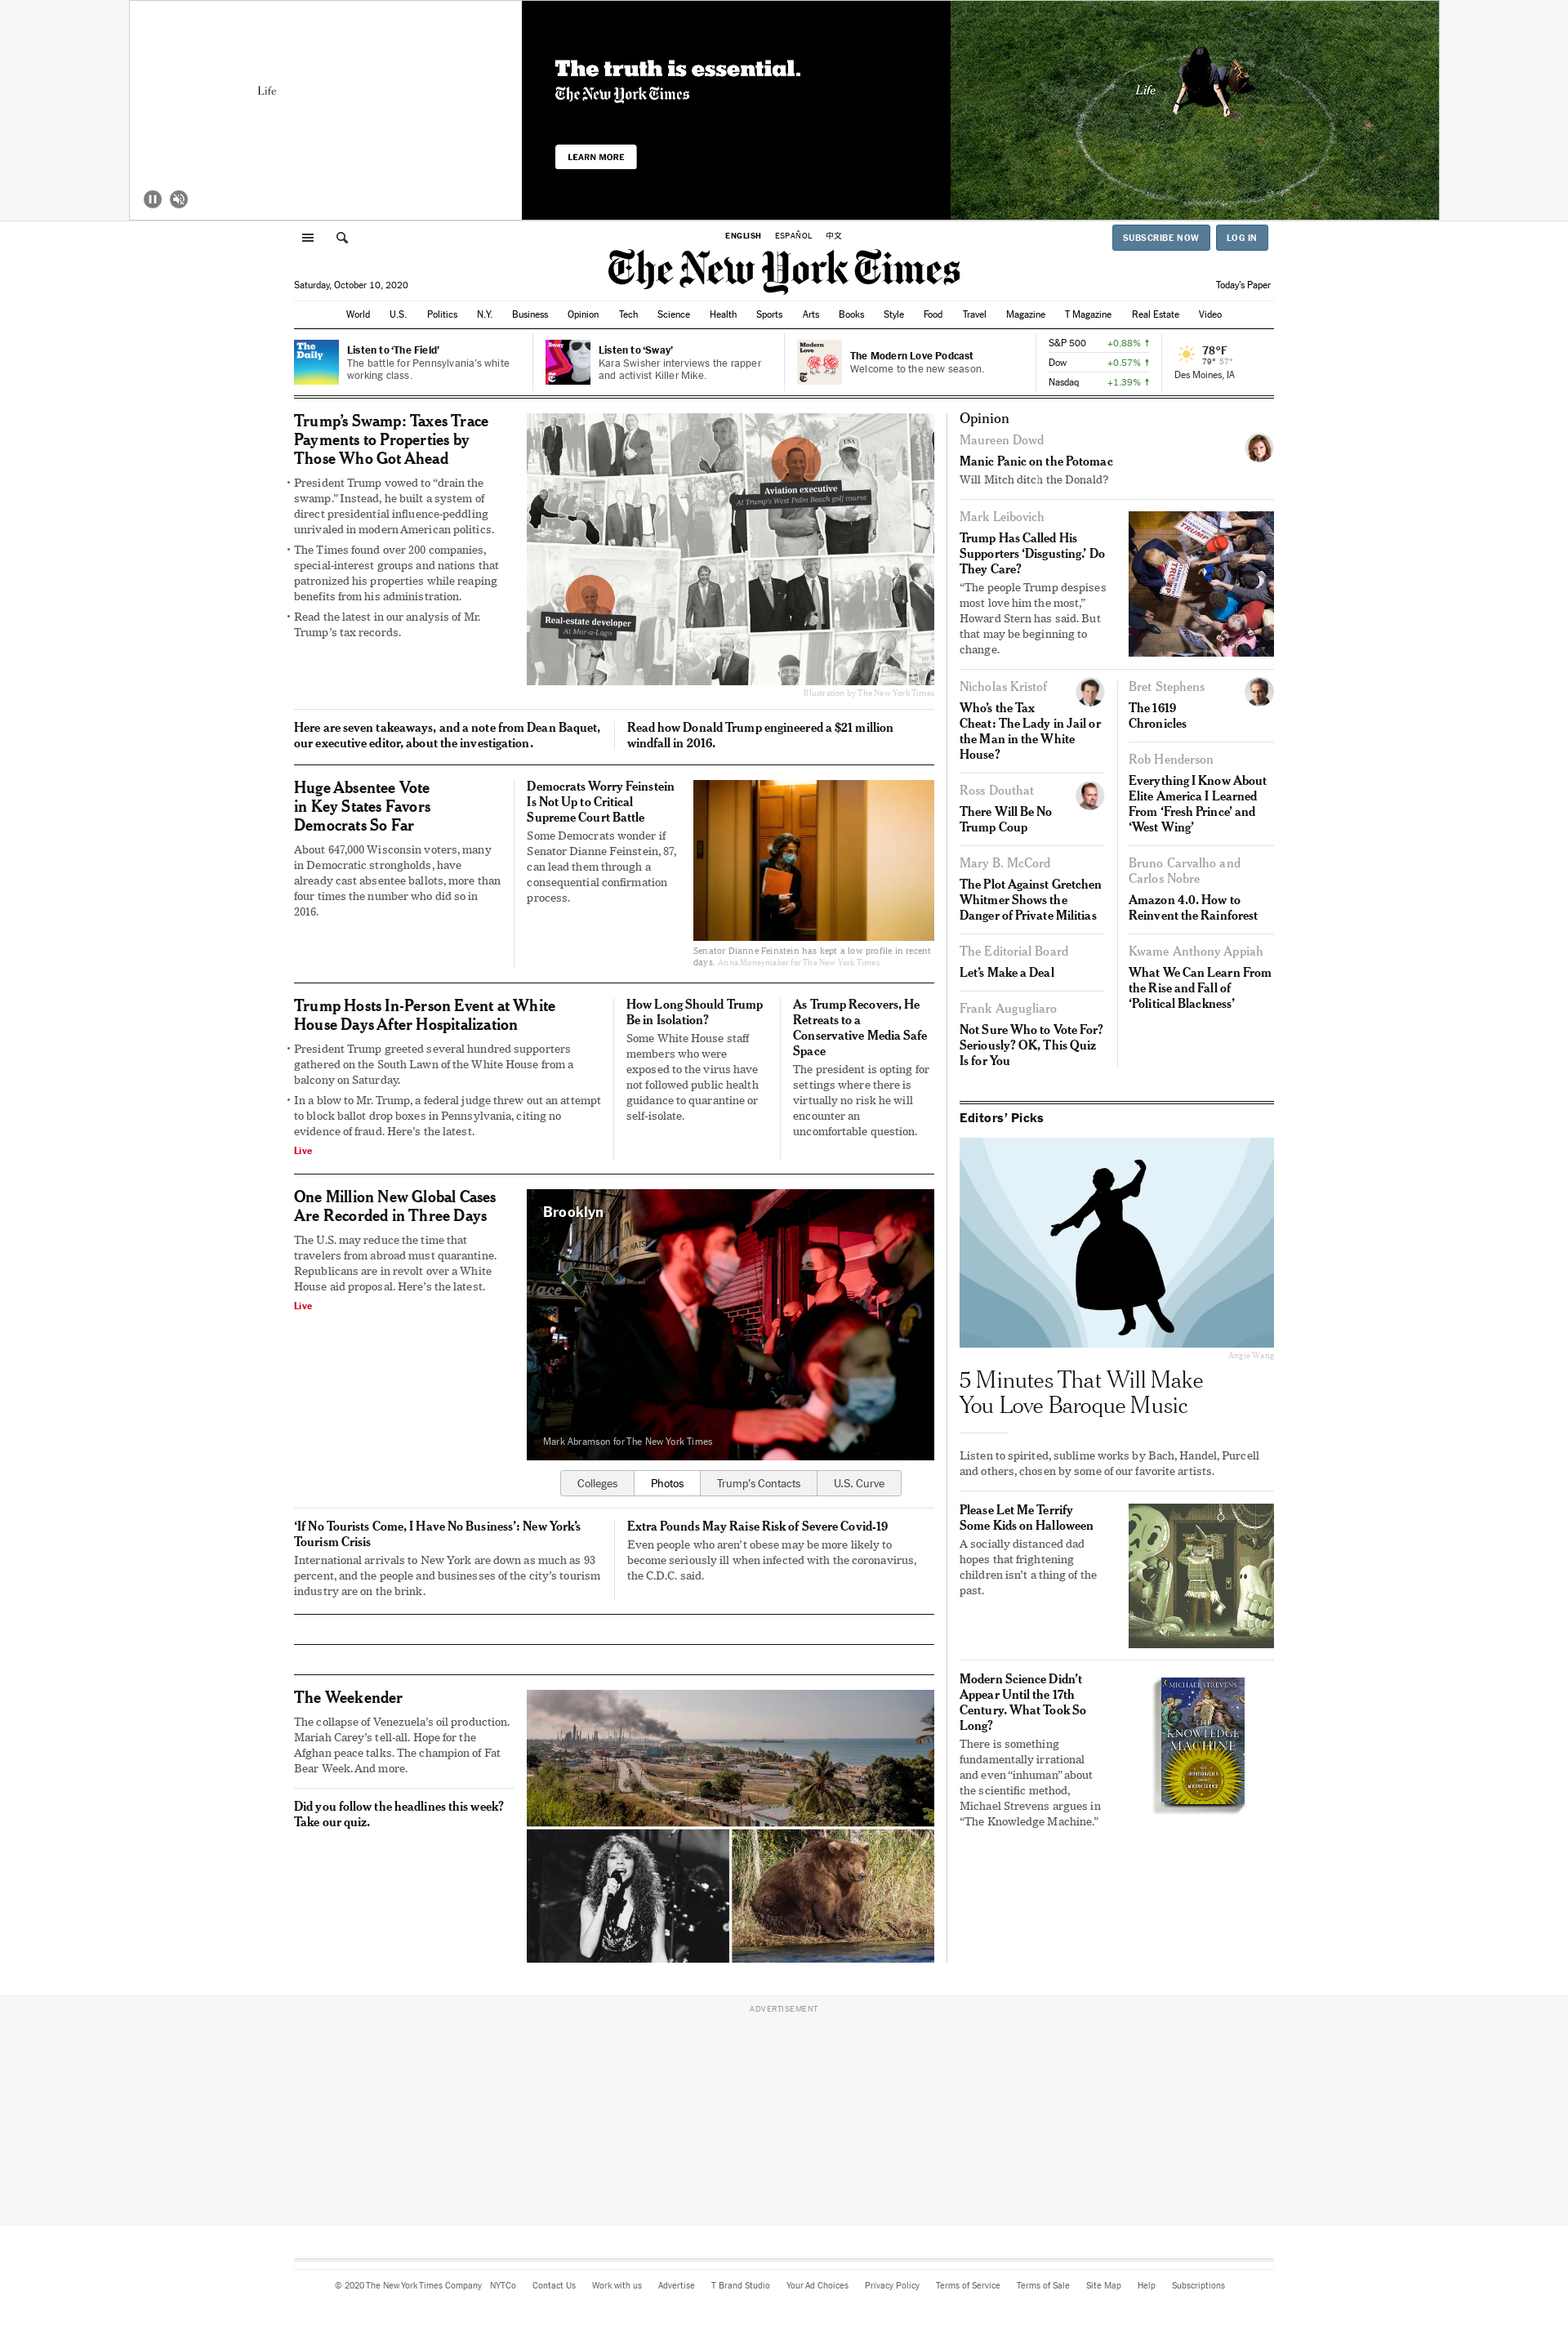 Life
The truth is essential.
The New York Times
LEARN MORE
Life
ENGLISH ESPAÑOL 中文
SUBSCRIBE NOW LOG IN
The New York Times
Saturday, October 10, 2020
Today's Paper
World U.S. Politics N.Y. Business Opinion Tech Science Health Sports Arts Books Style Food Travel Magazine T Magazine Real Estate Video
The
Daily
Listen to ‘The Field’
The battle for Pennsylvania’s white
working class.
Sway
Listen to ‘Sway’
Kara Swisher interviews the rapper
and activist Killer Mike.
Modern
Love
The Modern Love Podcast
Welcome to the new season.
S&P 500 +0.88% ↑
Dow +0.57% ↑
Nasdaq +1.39% ↑
78°F
79° 57°
Des Moines, IA
Trump’s Swamp: Taxes Trace
Payments to Properties by
Those Who Got Ahead
• President Trump vowed to “drain the
swamp.” Instead, he built a system of
direct presidential influence-peddling
unrivaled in modern American politics.
• The Times found over 200 companies,
special-interest groups and nations that
patronized his properties while reaping
benefits from his administration.
• Read the latest in our analysis of Mr.
Trump’s tax records.
USA
Aviation executive
At Trump's West Palm Beach golf course
Real-estate developer
At Mar-a-Lago
Illustration by The New York Times
Here are seven takeaways, and a note from Dean Baquet,
our executive editor, about the investigation.
Read how Donald Trump engineered a $21 million
windfall in 2016.
Huge Absentee Vote
in Key States Favors
Democrats So Far
About 647,000 Wisconsin voters, many
in Democratic strongholds, have
already cast absentee ballots, more than
four times the number who did so in
2016.
Democrats Worry Feinstein
Is Not Up to Critical
Supreme Court Battle
Some Democrats wonder if
Senator Dianne Feinstein, 87,
can lead them through a
consequential confirmation
process.
Senator Dianne Feinstein has kept a low profile in recent
days. Anna Moneymaker for The New York Times
Trump Hosts In-Person Event at White
House Days After Hospitalization
• President Trump greeted several hundred supporters
gathered on the South Lawn of the White House from a
balcony on Saturday.
• In a blow to Mr. Trump, a federal judge threw out an attempt
to block ballot drop boxes in Pennsylvania, citing no
evidence of fraud. Here’s the latest.
Live
How Long Should Trump
Be in Isolation?
Some White House staff
members who were
exposed to the virus have
not followed public health
guidance to quarantine or
self-isolate.
As Trump Recovers, He
Retreats to a
Conservative Media Safe
Space
The president is opting for
settings where there is
virtually no risk he will
encounter an
uncomfortable question.
One Million New Global Cases
Are Recorded in Three Days
The U.S. may reduce the time that
travelers from abroad must quarantine.
Republicans are in revolt over a White
House aid proposal. Here’s the latest.
Live
Brooklyn
Mark Abramson for The New York Times
Colleges Photos Trump’s Contacts U.S. Curve
‘If No Tourists Come, I Have No Business’: New York’s
Tourism Crisis
International arrivals to New York are down as much as 93
percent, and the people and businesses of the city’s tourism
industry are on the brink.
Extra Pounds May Raise Risk of Severe Covid-19
Even people who aren’t obese may be more likely to
become seriously ill when infected with the coronavirus,
the C.D.C. said.
The Weekender
The collapse of Venezuela’s oil production.
Mariah Carey’s tell-all. Hope for the
Afghan peace talks. The champion of Fat
Bear Week. And more.
Did you follow the headlines this week?
Take our quiz.
Opinion
Maureen Dowd
Manic Panic on the Potomac
Will Mitch ditch the Donald?
Mark Leibovich
Trump Has Called His
Supporters ‘Disgusting.’ Do
They Care?
“The people Trump despises
most love him the most,”
Howard Stern has said. But
that may be beginning to
change.
TRUMP
Nicholas Kristof
Who’s the Tax
Cheat: The Lady in Jail or
the Man in the White
House?
Ross Douthat
There Will Be No
Trump Coup
Mary B. McCord
The Plot Against Gretchen
Whitmer Shows the
Danger of Private Militias
The Editorial Board
Let’s Make a Deal
Frank Augugliaro
Not Sure Who to Vote For?
Seriously? OK, This Quiz
Is for You
Bret Stephens
The 1619
Chronicles
Rob Henderson
Everything I Know About
Elite America I Learned
From ‘Fresh Prince’ and
‘West Wing’
Bruno Carvalho and
Carlos Nobre
Amazon 4.0. How to
Reinvent the Rainforest
Kwame Anthony Appiah
What We Can Learn From
the Rise and Fall of
‘Political Blackness’
Editors’ Picks
Angie Wang
5 Minutes That Will Make
You Love Baroque Music
Listen to spirited, sublime works by Bach, Handel, Purcell
and others, chosen by some of our favorite artists.
Please Let Me Terrify
Some Kids on Halloween
A socially distanced dad
hopes that frightening
children isn’t a thing of the
past.
Modern Science Didn’t
Appear Until the 17th
Century. What Took So
Long?
There is something
fundamentally irrational
and even “inhuman” about
the scientific method,
Michael Strevens argues in
“The Knowledge Machine.”
MICHAEL STREVENS
KNOWLEDGE
MACHINE
ADVERTISEMENT
© 2020 The New York Times Company NYTCo Contact Us Work with us Advertise T Brand Studio Your Ad Choices Privacy Policy Terms of Service Terms of Sale Site Map Help Subscriptions